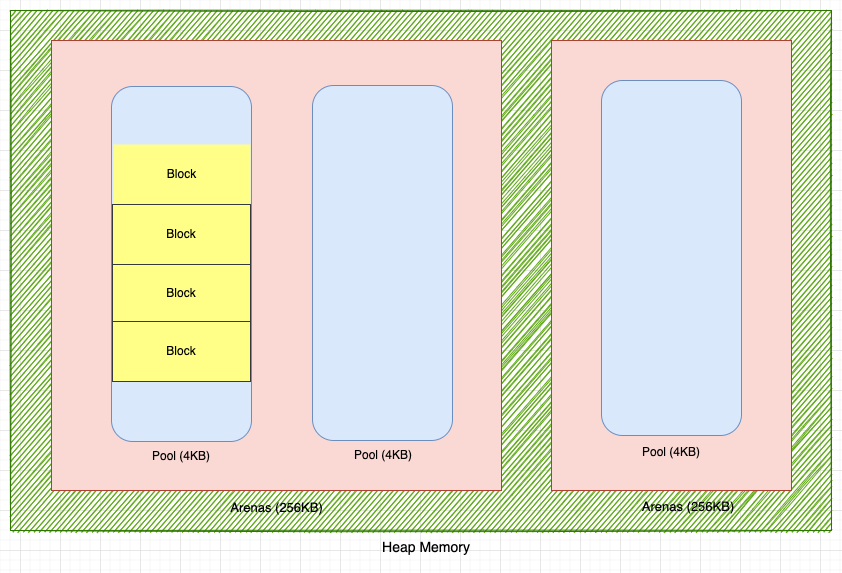 Block
Block
Block
Block
Pool (4KB)
Pool (4KB)
Pool (4KB)
Arenas (256KB)
Arenas (256KB)
Heap Memory